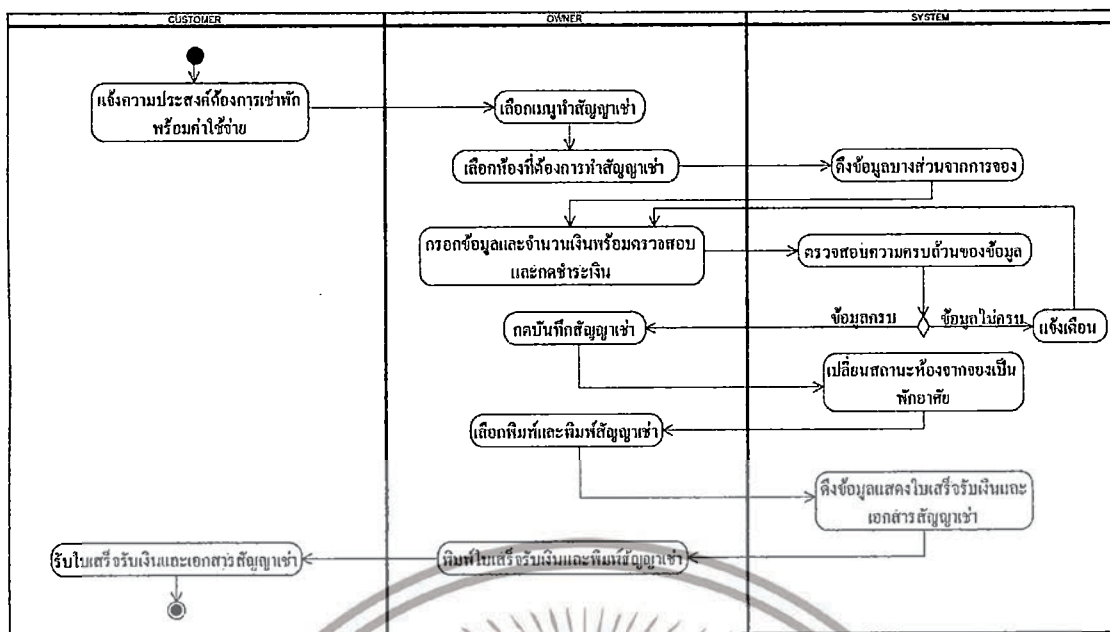 CUSTOMER
OWNER
SYSTEM
แจ้งความประสงค์ต้องการเช่าพัก
พร้อมค่าใช้จ่าย
เลือกเมนูทำสัญญาเช่า
เลือกห้องที่ต้องการทำสัญญาเช่า
ดึงข้อมูลบางส่วนจากการจอง
กรอกข้อมูลและจำนวนเงินพร้อมตรวจสอบ
และกดชำระเงิน
ตรวจสอบความครบถ้วนของข้อมูล
ข้อมูลครบ
ข้อมูลไม่ครบ
แจ้งเตือน
กดบันทึกสัญญาเช่า
เปลี่ยนสถานะห้องจากจองเป็น
พักอาศัย
เลือกพิมท์และพิมพ์สัญญาเช่า
ดึงข้อมูลแสดงใบเสร็จรับเงินและ
เอกสารสัญญาเช่า
พิมพ์ใบเสร็จรับเงินและพิมพ์สัญญาเช่า
รับใบเสร็จรับเงินและเอกสารสัญญาเช่า